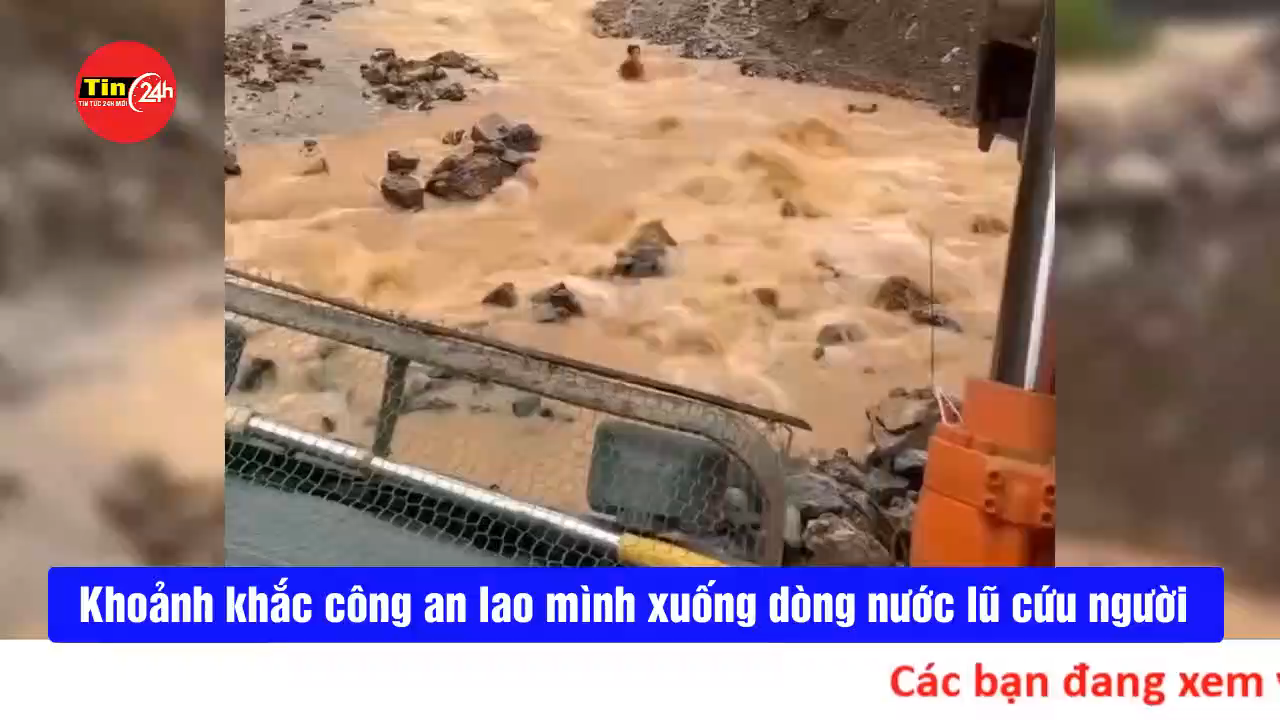 Tin
24h
TIN TỨC 24H MỚI
Khoảnh khắc công an lao mình xuống dòng nước lũ cứu người
Các bạn đang xem